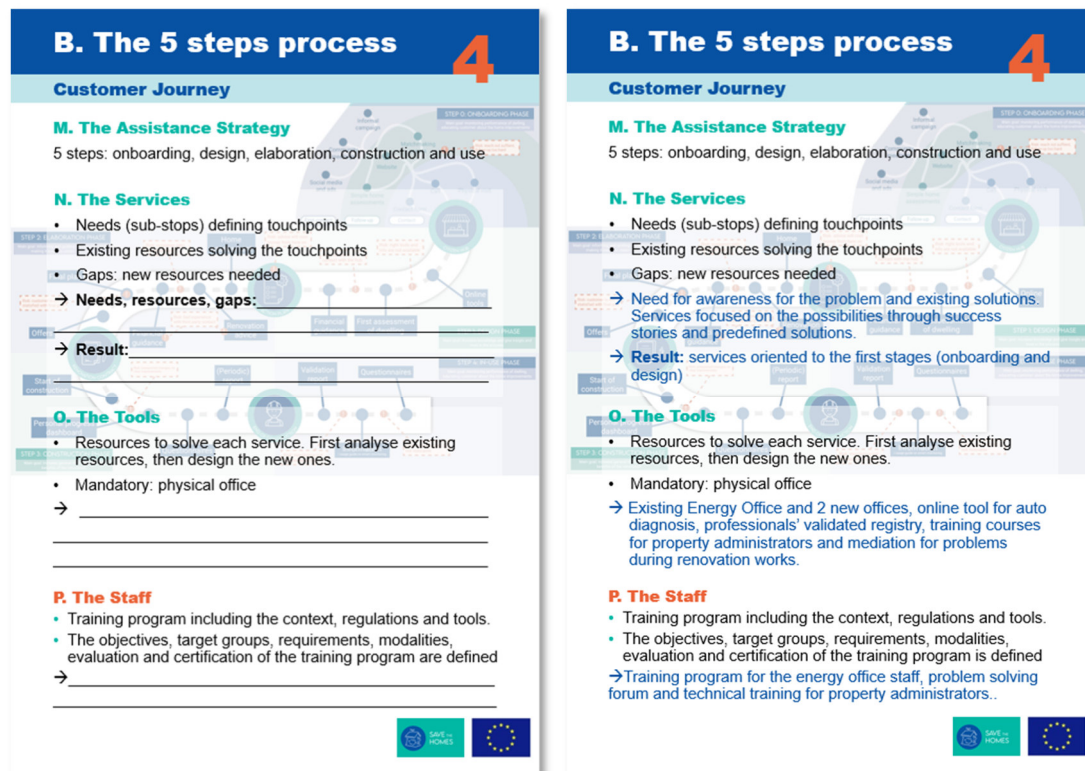 B. The 5 steps process
4
Customer Journey
M. The Assistance Strategy
5 steps: onboarding, design, elaboration, construction and use
N. The Services
• Needs (sub-stops) defining touchpoints
• Existing resources solving the touchpoints
• Gaps: new resources needed
→ Needs, resources, gaps:
→ Result:
O. The Tools
• Resources to solve each service. First analyse existing
resources, then design the new ones.
• Mandatory: physical office
→
P. The Staff
• Training program including the context, regulations and tools.
• The objectives, target groups, requirements, modalities,
evaluation and certification of the training program are defined
→
SAVE THE
HOMES
B. The 5 steps process
4
Customer Journey
M. The Assistance Strategy
5 steps: onboarding, design, elaboration, construction and use
N. The Services
• Needs (sub-stops) defining touchpoints
• Existing resources solving the touchpoints
• Gaps: new resources needed
→ Need for awareness for the problem and existing solutions.
Services focused on the possibilities through success
stories and predefined solutions.
→ Result: services oriented to the first stages (onboarding and
design)
O. The Tools
• Resources to solve each service. First analyse existing
resources, then design the new ones.
• Mandatory: physical office
→ Existing Energy Office and 2 new offices, online tool for auto
diagnosis, professionals' validated registry, training courses
for property administrators and mediation for problems
during renovation works.
P. The Staff
• Training program including the context, regulations and tools.
• The objectives, target groups, requirements, modalities,
evaluation and certification of the training program is defined
→Training program for the energy office staff, problem solving
forum and technical training for property administrators..
SAVE THE
HOMES